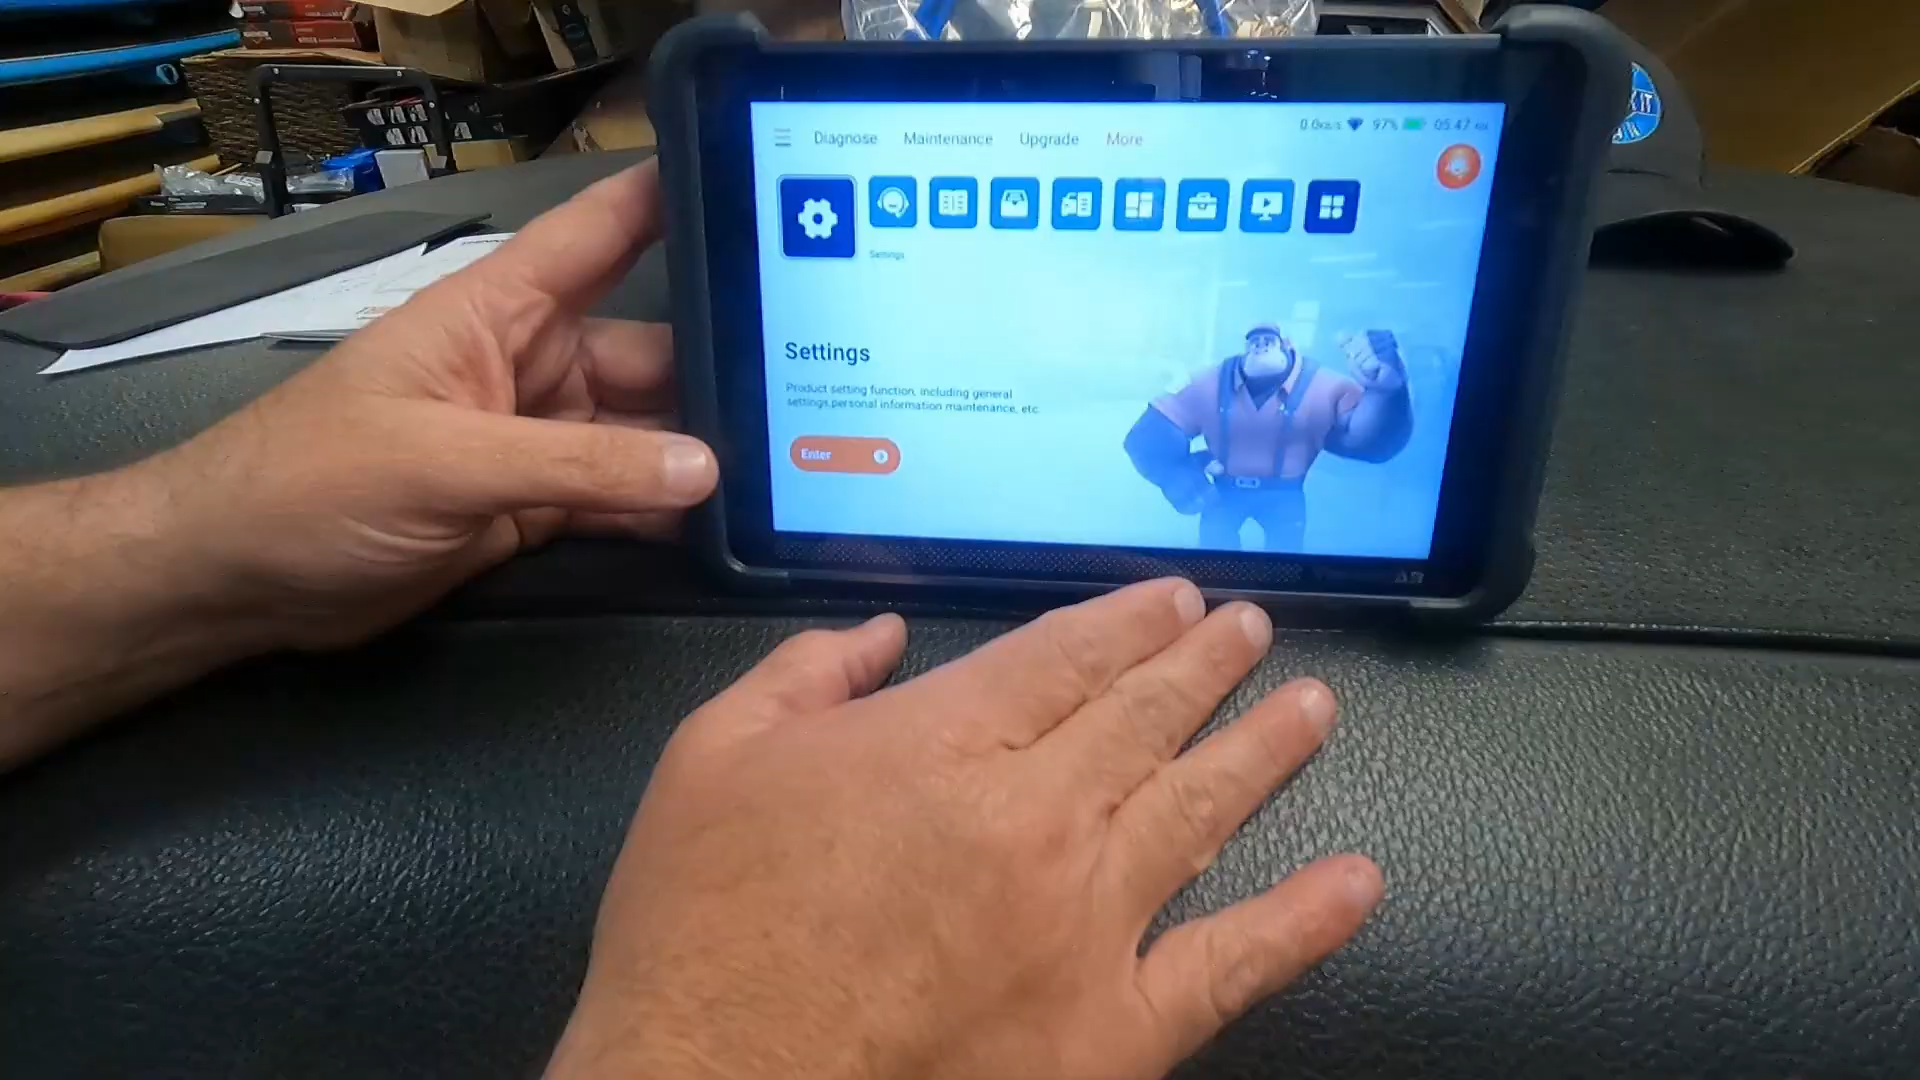 Diagnose Maintenance Upgrade More
97% 05:47
Settings
Settings
Product setting function, including general
settings,personal information maintenance, etc
Enter